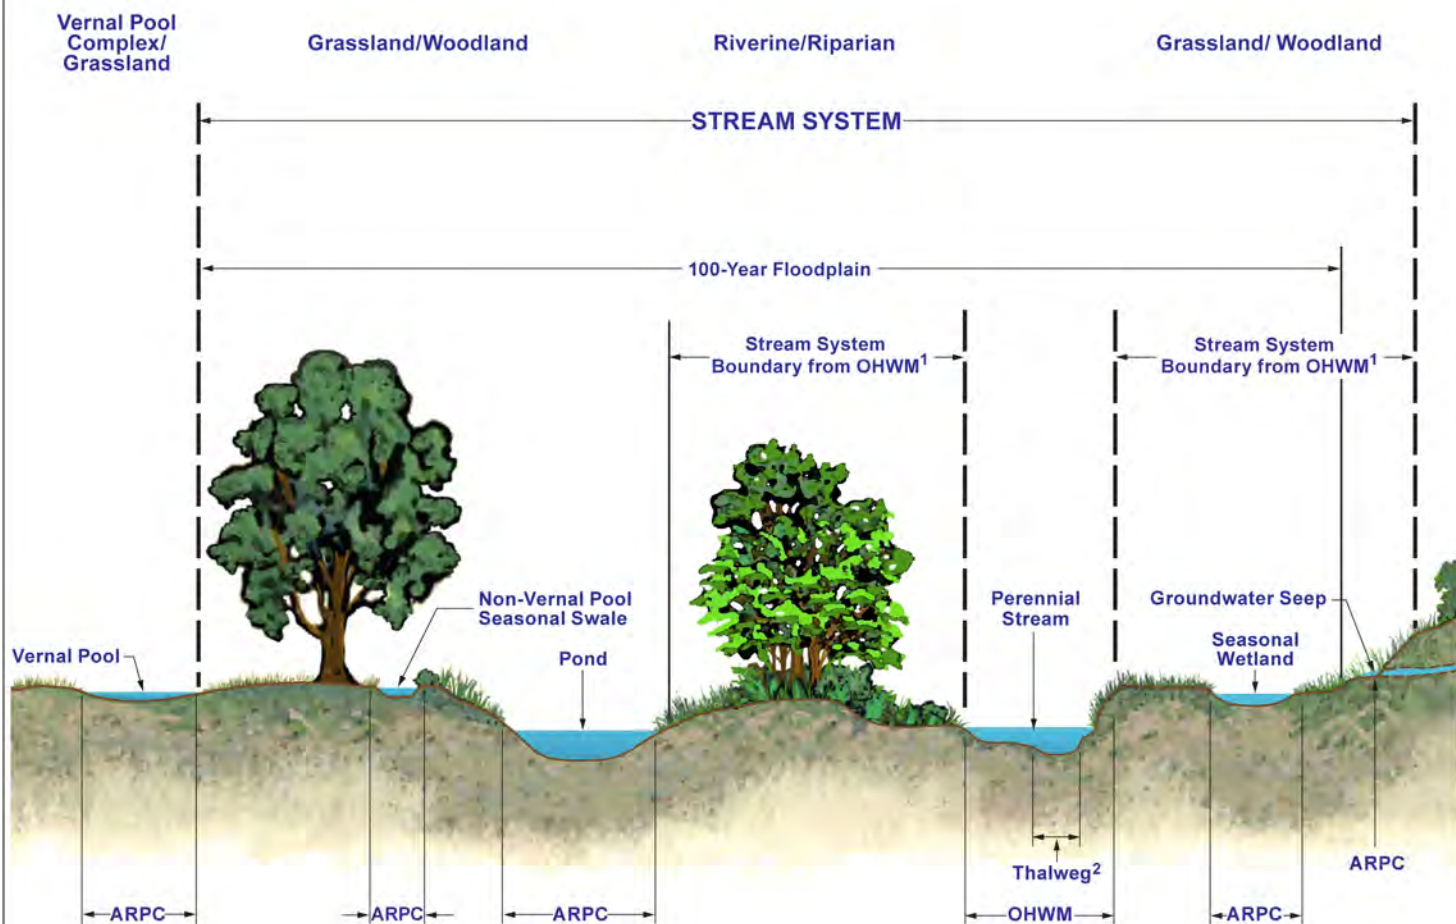 Vernal Pool
Complex/
Grassland
Grassland/Woodland
Riverine/Riparian
Grassland/ Woodland
STREAM SYSTEM
100-Year Floodplain
Stream System
Boundary from OHWM1
Stream System
Boundary from OHWM1
Vernal Pool
Non-Vernal Pool
Seasonal Swale
Pond
Perennial
Stream
Groundwater Seep
Seasonal
Wetland
Thalweg2
ARPC
ARPC
ARPC
ARPC
OHWM
ARPC